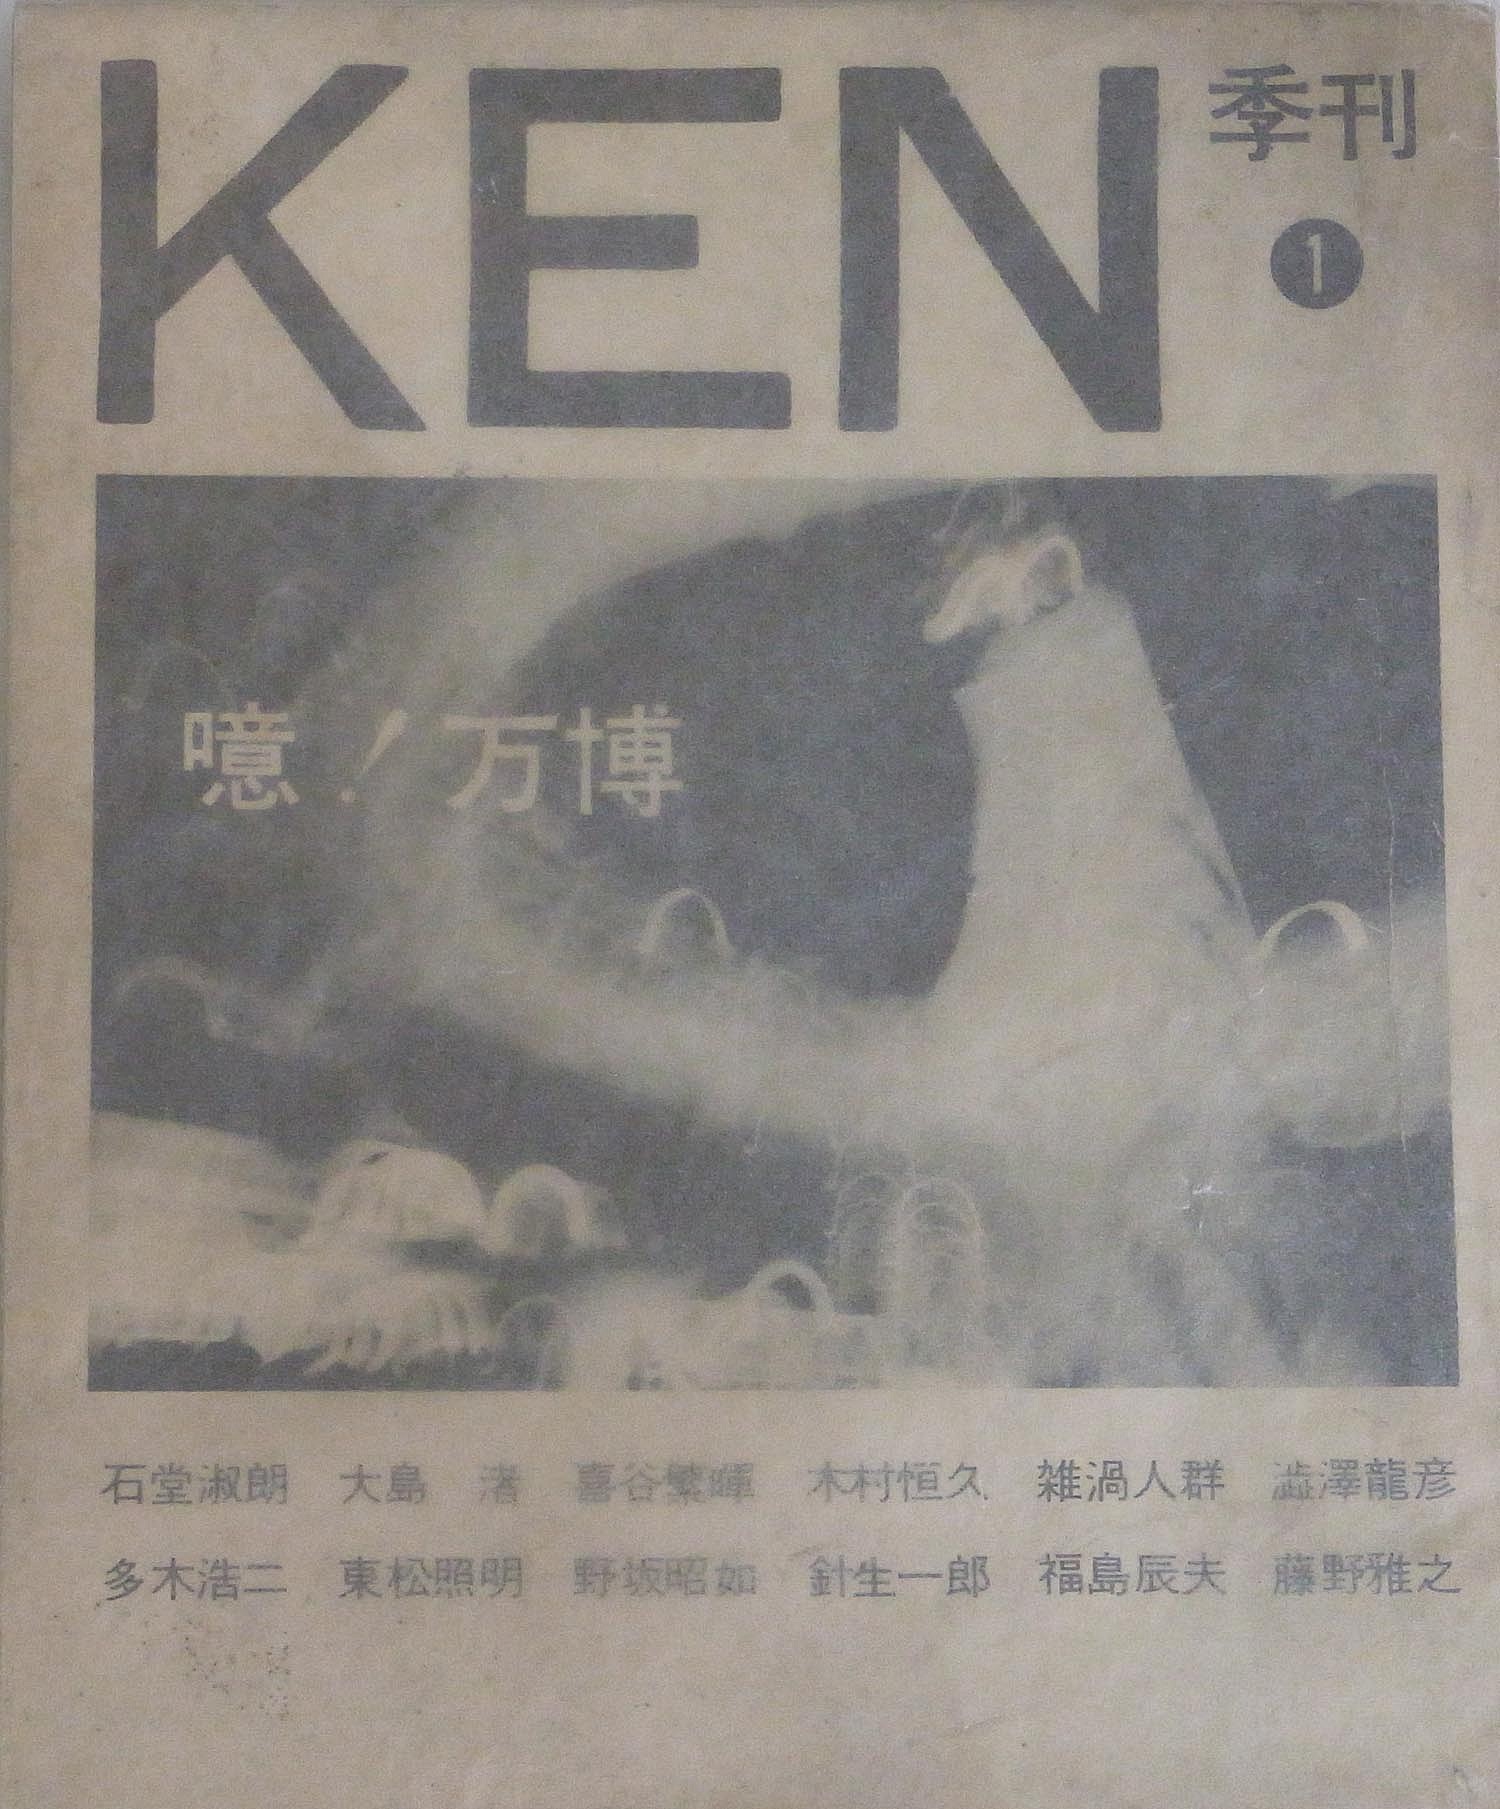 KEN
季刊
1
噫！万博
石堂淑朗 大島 渚 喜谷繁暉 木村恒久 雑渦人群 澁澤龍彦
多木浩二 東松照明 野坂昭如 針生一郎 福島辰夫 藤野雅之